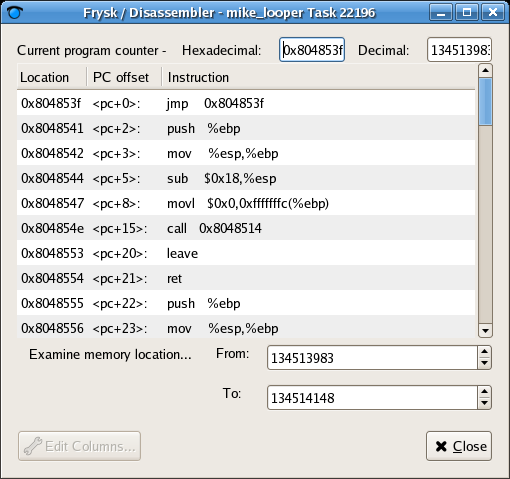 Frysk / Disassembler - mike_looper Task 22196
Current program counter - Hexadecimal: 0x804853f Decimal: 134513983
Location PC offset Instruction
0x804853f <pc+0>: jmp 0x804853f
0x8048541 <pc+2>: push %ebp
0x8048542 <pc+3>: mov %esp,%ebp
0x8048544 <pc+5>: sub $0x18,%esp
0x8048547 <pc+8>: movl $0x0,0xfffffffc(%ebp)
0x804854e <pc+15>: call 0x8048514
0x8048553 <pc+20>: leave
0x8048554 <pc+21>: ret
0x8048555 <pc+22>: push %ebp
0x8048556 <pc+23>: mov %esp,%ebp
Examine memory location... From: 134513983
To: 134514148
Edit Columns... Close